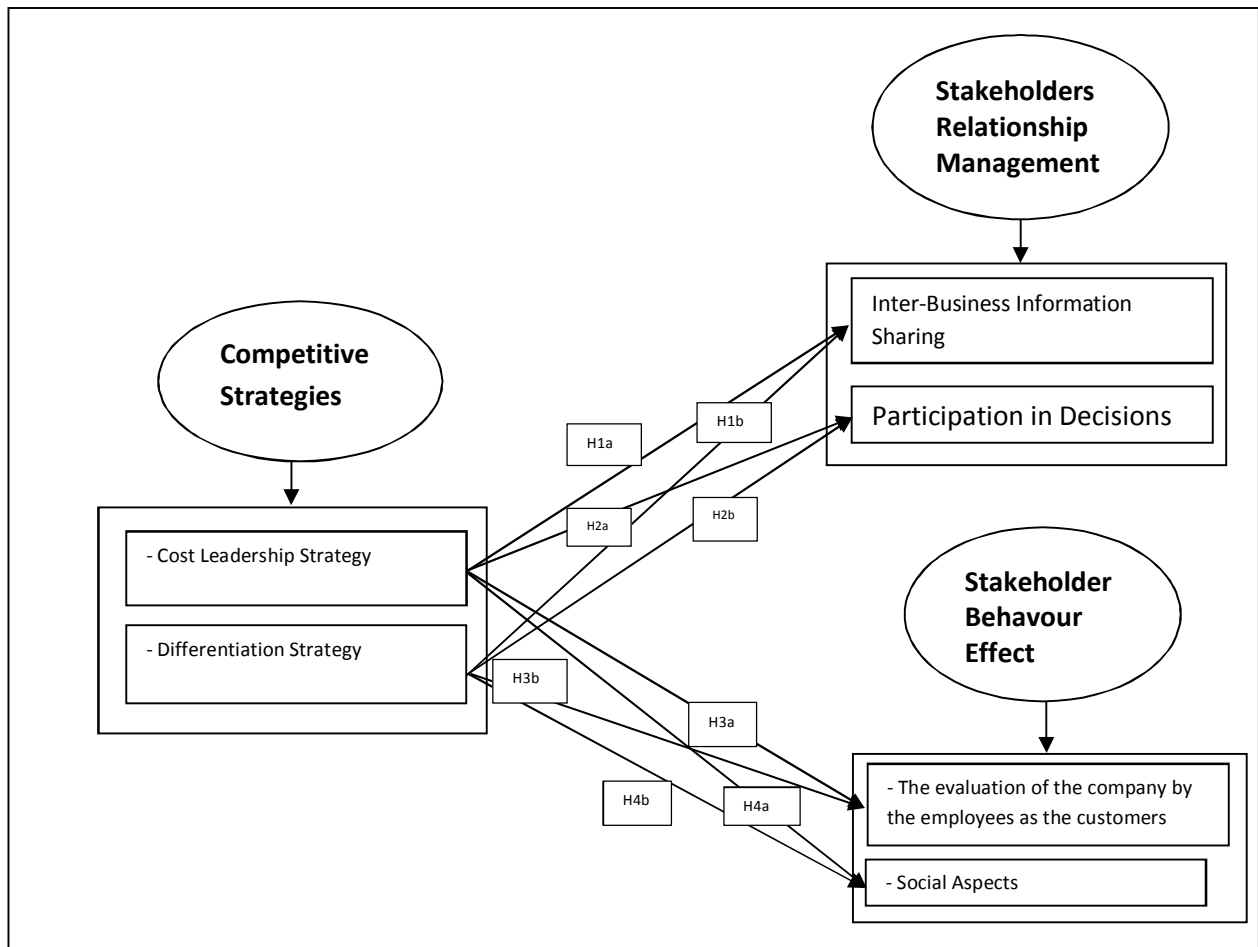 Stakeholders
Relationship
Management
Inter-Business Information
Sharing
Participation in Decisions
Competitive
Strategies
- Cost Leadership Strategy
- Differentiation Strategy
H1a
H1b
H2a
H2b
H3b
H3a
H4b
H4a
Stakeholder
Behavour
Effect
- The evaluation of the company by
the employees as the customers
- Social Aspects